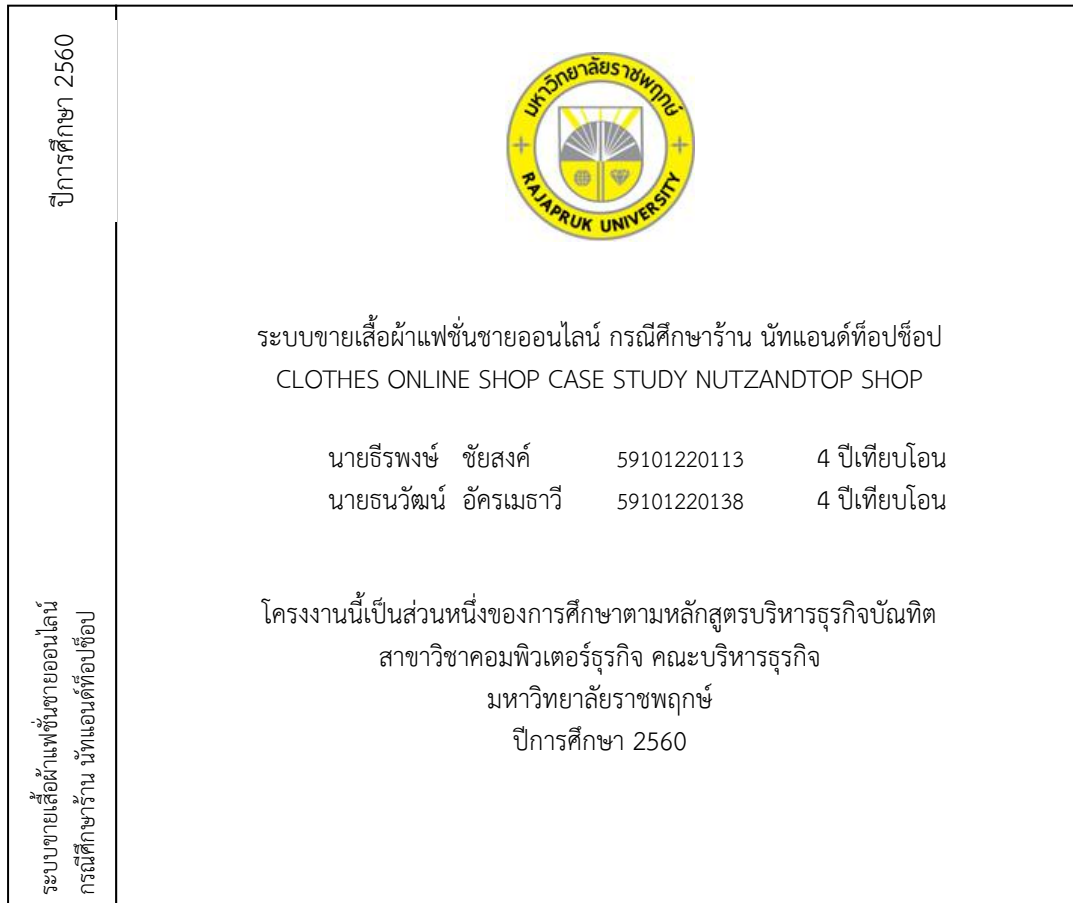 ปีการศึกษา 2560
มหาวิทยาลัยราชพฤกษ์
RAJAPRUK UNIVERSITY
ระบบขายเสื้อผ้าแฟชั่นชายออนไลน์ กรณีศึกษาร้าน นัทแอนด์ท็อปช็อป
CLOTHES ONLINE SHOP CASE STUDY NUTZANDTOP SHOP
นายธีรพงษ์ ชัยสงค์ 59101220113 4 ปีเทียบโอน
นายธนวัฒน์ อัครเมธาวี 59101220138 4 ปีเทียบโอน
โครงงานนี้เป็นส่วนหนึ่งของการศึกษาตามหลักสูตรบริหารธุรกิจบัณฑิต
สาขาวิชาคอมพิวเตอร์ธุรกิจ คณะบริหารธุรกิจ
มหาวิทยาลัยราชพฤกษ์
ปีการศึกษา 2560
ระบบขายเสื้อผ้าแฟชั่นชายออนไลน์
กรณีศึกษาร้าน นัทแอนด์ท็อปช็อป